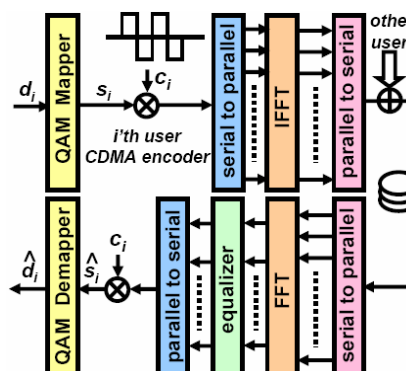 d_i
QAM Mapper
s_i
c_i
i'th user
CDMA encoder
serial to parallel
IFFT
parallel to serial
othe
user
d̂_i
QAM Demapper
ŝ_i
c_i
parallel to serial
equalizer
FFT
serial to parallel